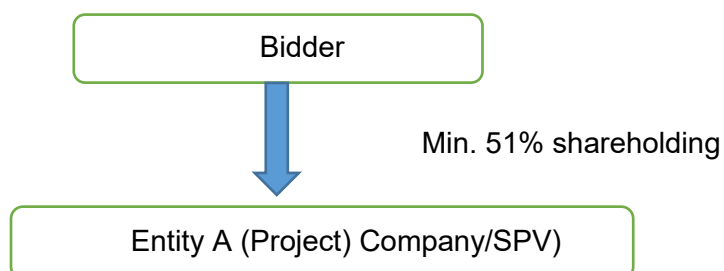 Bidder
Min. 51% shareholding
Entity A (Project) Company/SPV)